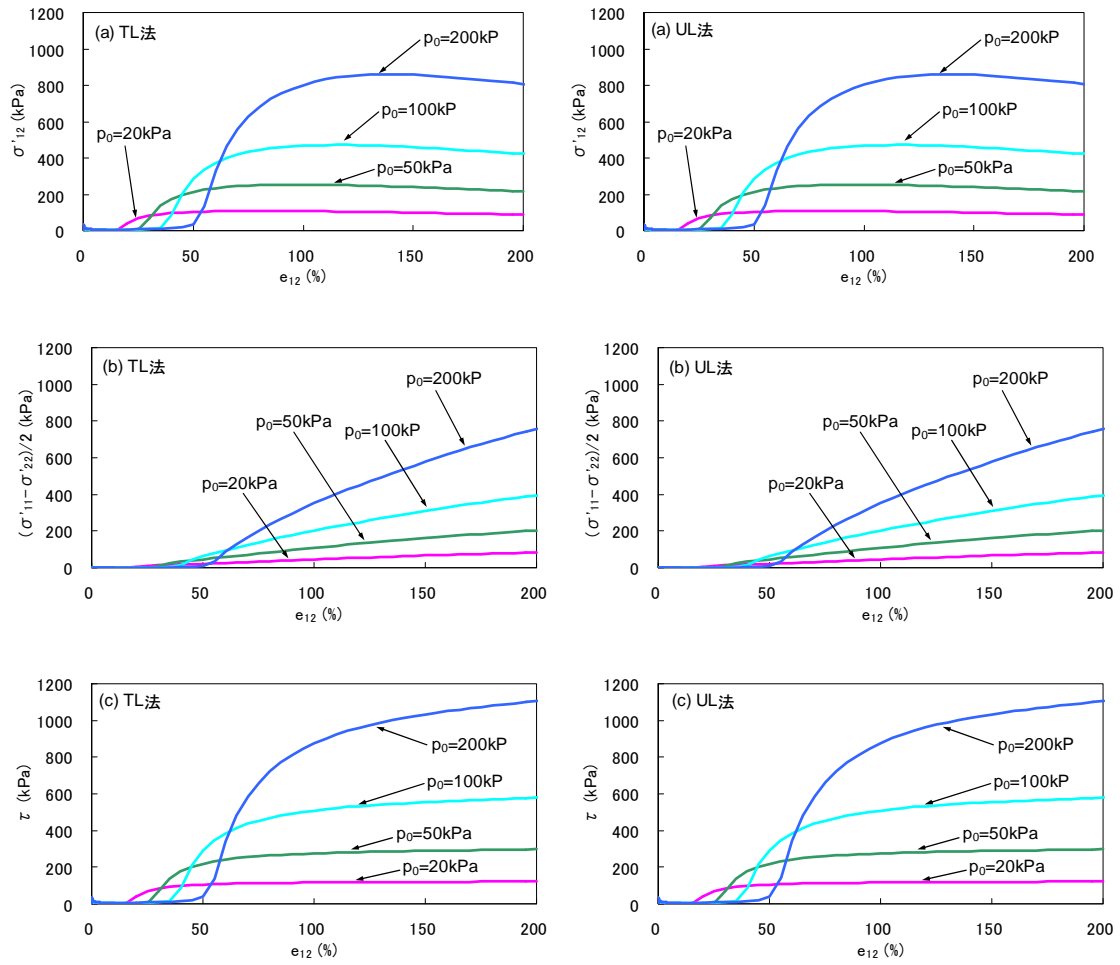 (a) TL法
p₀=200kP
p₀=100kP
p₀=20kPa
p₀=50kPa
σ'₁₂ (kPa)
1200
1000
800
600
400
200
0
0 50 100 150 200
e₁₂ (%)
(a) UL法
p₀=200kP
p₀=100kP
p₀=20kPa
p₀=50kPa
σ'₁₂ (kPa)
1200
1000
800
600
400
200
0
0 50 100 150 200
e₁₂ (%)
(b) TL法
p₀=200kP
p₀=50kPa
p₀=100kP
p₀=20kPa
(σ'₁₁−σ'₂₂)/2 (kPa)
1200
1000
800
600
400
200
0
0 50 100 150 200
e₁₂ (%)
(b) UL法
p₀=200kP
p₀=50kPa
p₀=100kP
p₀=20kPa
(σ'₁₁−σ'₂₂)/2 (kPa)
1200
1000
800
600
400
200
0
0 50 100 150 200
e₁₂ (%)
(c) TL法
p₀=200kP
p₀=100kP
p₀=50kPa
p₀=20kPa
τ (kPa)
1200
1000
800
600
400
200
0
0 50 100 150 200
e₁₂ (%)
(c) UL法
p₀=200kP
p₀=100kP
p₀=50kPa
p₀=20kPa
τ (kPa)
1200
1000
800
600
400
200
0
0 50 100 150 200
e₁₂ (%)